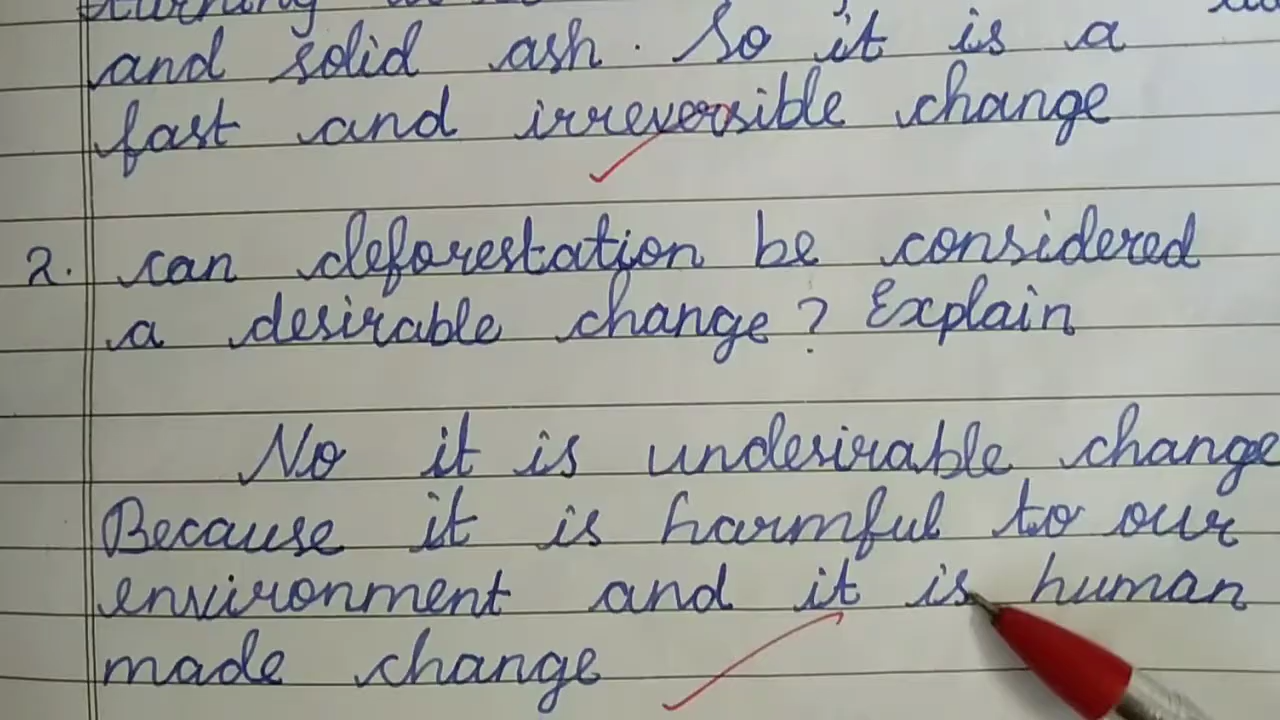 and solid ash. So it is a
fast and irreversible change
2. can deforestation be considered
a desirable change? Explain
No it is undesirable change
Because it is harmful to our
environment and it is human
made change